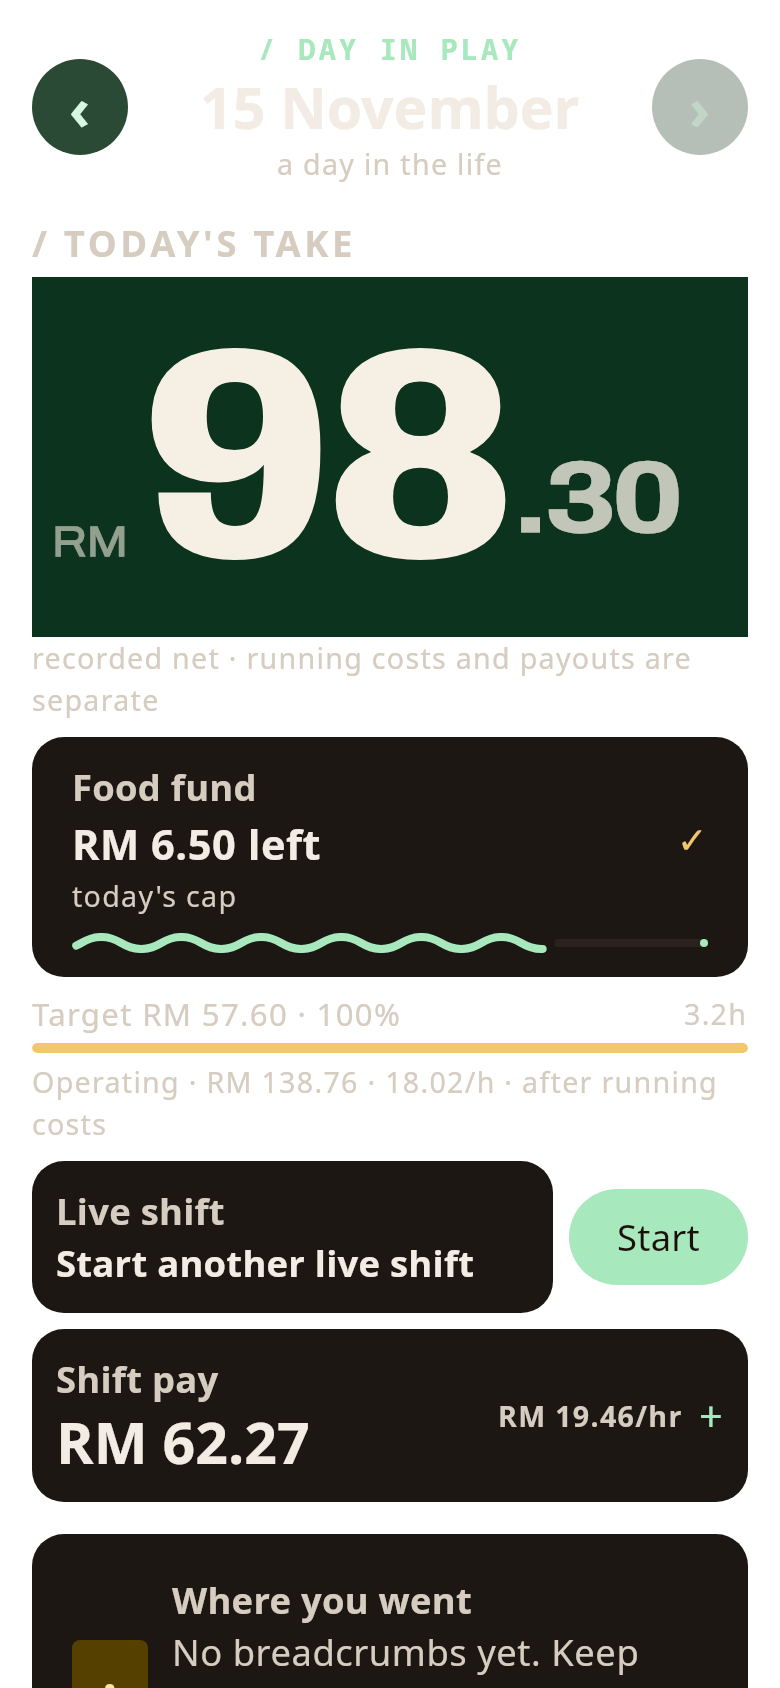 / DAY IN PLAY
‹
15 November
›
a day in the life
/ TODAY'S TAKE
RM 98.30
recorded net · running costs and payouts are
separate
Food fund
RM 6.50 left
✓
today's cap
Target RM 57.60 · 100% 3.2h
Operating · RM 138.76 · 18.02/h · after running
costs
Live shift
Start another live shift
Start
Shift pay
RM 62.27
RM 19.46/hr +
Where you went
No breadcrumbs yet. Keep